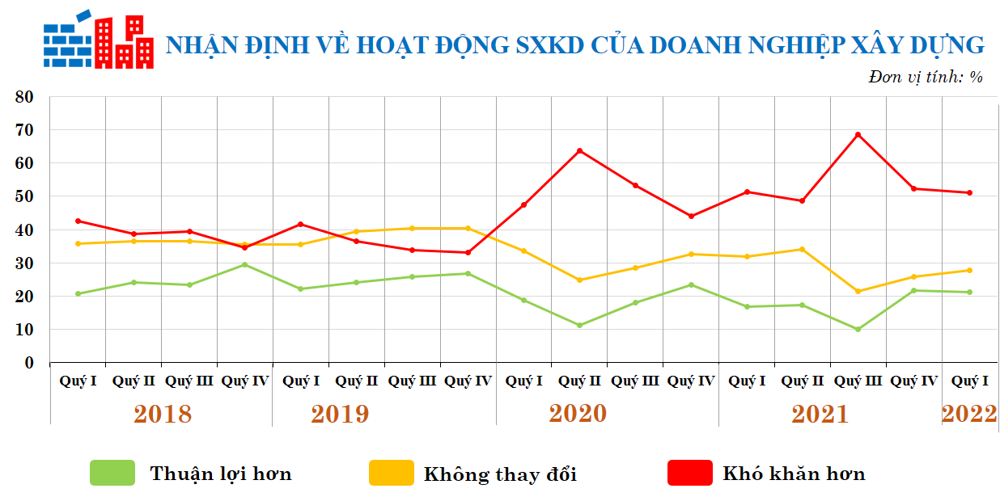 NHẬN ĐỊNH VỀ HOẠT ĐỘNG SXKD CỦA DOANH NGHIỆP XÂY DỰNG
Đơn vị tính: %
80
70
60
50
40
30
20
10
0
Quý I Quý II Quý III Quý IV Quý I Quý II Quý III Quý IV Quý I Quý II Quý III Quý IV Quý I Quý II Quý III Quý IV Quý I
2018 2019 2020 2021 2022
Thuận lợi hơn Không thay đổi Khó khăn hơn